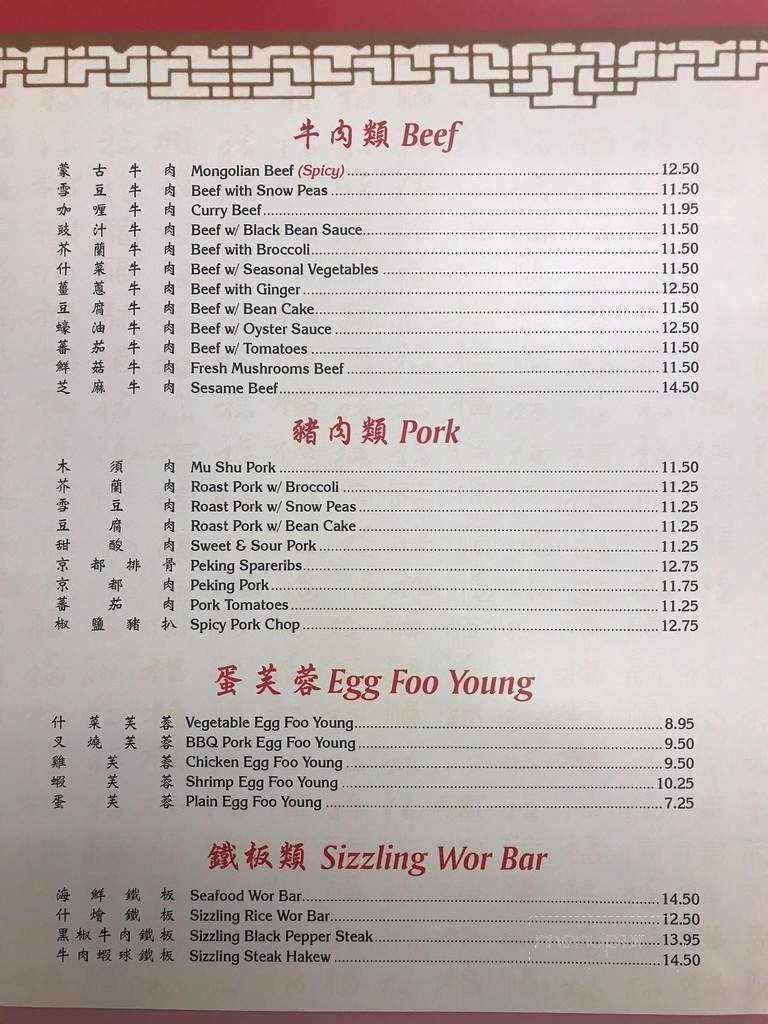 牛肉類 Beef
蒙古牛肉 Mongolian Beef (Spicy) 12.50
雪豆牛肉 Beef with Snow Peas 11.50
咖喱牛肉 Curry Beef 11.95
豉汁牛肉 Beef w/ Black Bean Sauce 11.50
芥蘭牛肉 Beef with Broccoli 11.50
什菜牛肉 Beef w/ Seasonal Vegetables 11.50
薑蔥牛肉 Beef with Ginger 12.50
豆腐牛肉 Beef w/ Bean Cake 11.50
蠔油牛肉 Beef w/ Oyster Sauce 12.50
蕃茄牛肉 Beef w/ Tomatoes 11.50
鮮菇牛肉 Fresh Mushrooms Beef 11.50
芝麻牛肉 Sesame Beef 14.50
豬肉類 Pork
木須肉 Mu Shu Pork 11.50
芥蘭肉 Roast Pork w/ Broccoli 11.25
雪豆肉 Roast Pork w/ Snow Peas 11.25
豆腐肉 Roast Pork w/ Bean Cake 11.25
甜酸肉 Sweet & Sour Pork 11.25
京都排骨 Peking Spareribs 12.75
京都肉 Peking Pork 11.75
蕃茄肉 Pork Tomatoes 11.25
椒鹽豬扒 Spicy Pork Chop 12.75
蛋芙蓉 Egg Foo Young
什菜芙蓉 Vegetable Egg Foo Young 8.95
叉燒芙蓉 BBQ Pork Egg Foo Young 9.50
雞芙蓉 Chicken Egg Foo Young 9.50
蝦芙蓉 Shrimp Egg Foo Young 10.25
蛋芙蓉 Plain Egg Foo Young 7.25
鐵板類 Sizzling Wor Bar
海鮮鐵板 Seafood Wor Bar 14.50
什燴鐵板 Sizzling Rice Wor Bar 12.50
黑椒牛肉鐵板 Sizzling Black Pepper Steak 13.95
牛肉蝦球鐵板 Sizzling Steak Hakew 14.50